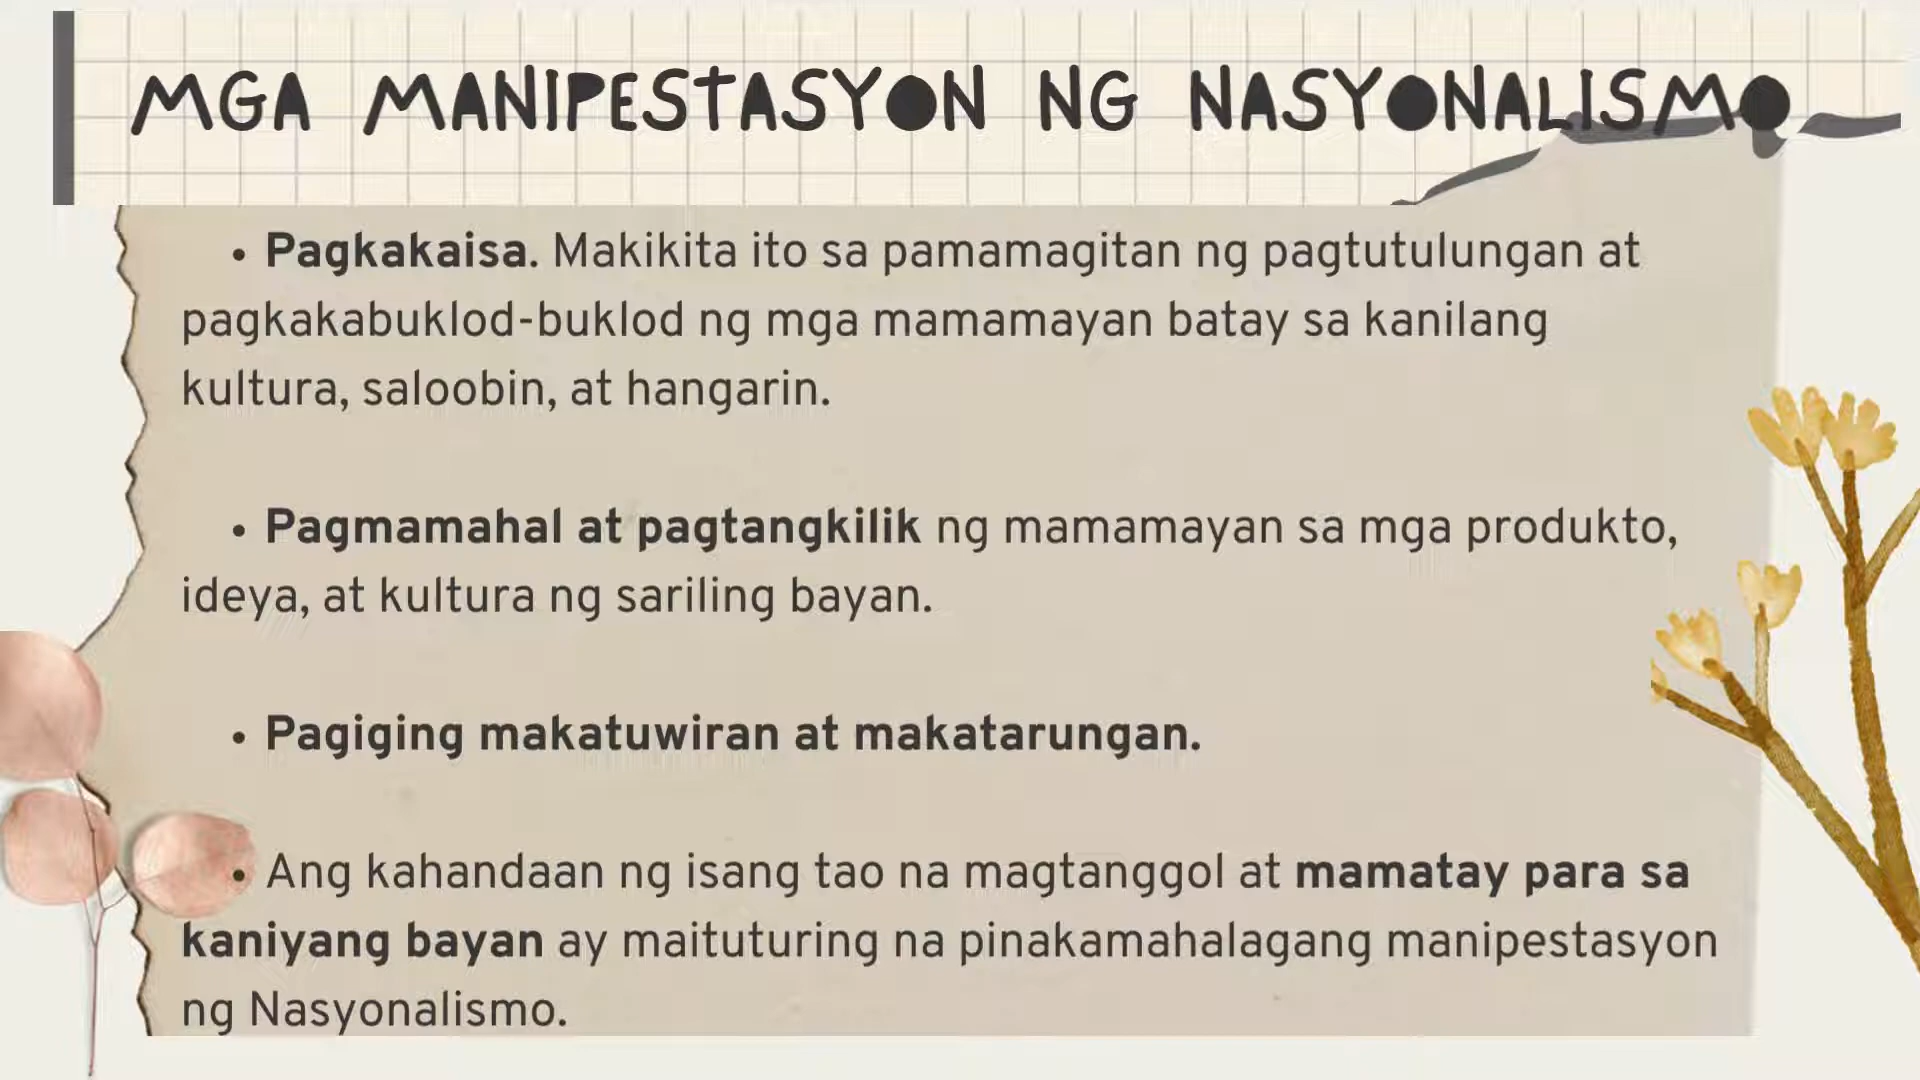 MGA MANIPESTASYON NG NASYONALISMO
• Pagkakaisa. Makikita ito sa pamamagitan ng pagtutulungan at
pagkakabuklod-buklod ng mga mamamayan batay sa kanilang
kultura, saloobin, at hangarin.
• Pagmamahal at pagtangkilik ng mamamayan sa mga produkto,
ideya, at kultura ng sariling bayan.
• Pagiging makatuwiran at makatarungan.
• Ang kahandaan ng isang tao na magtanggol at mamatay para sa
kaniyang bayan ay maituturing na pinakamahalagang manipestasyon
ng Nasyonalismo.